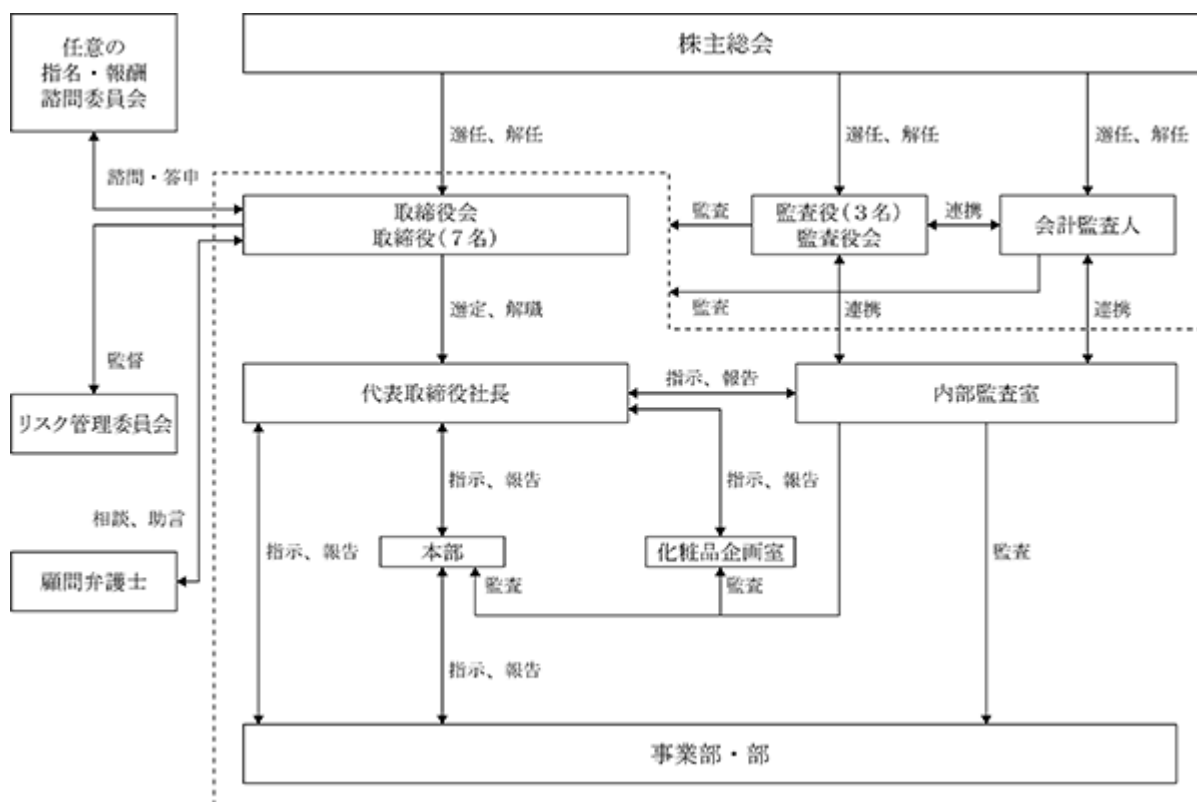 任意の
指名・報酬
諮問委員会
株主総会
選任、解任
選任、解任
選任、解任
諮問・答申
取締役会
取締役(7名)
監査
監査役(3名)
監査役会
連携
会計監査人
選定、解職
監査
連携
連携
監督
代表取締役社長
指示、報告
内部監査室
リスク管理委員会
指示、報告
指示、報告
相談、助言
指示、報告
本部
化粧品企画室
監査
顧問弁護士
監査
監査
指示、報告
事業部・部